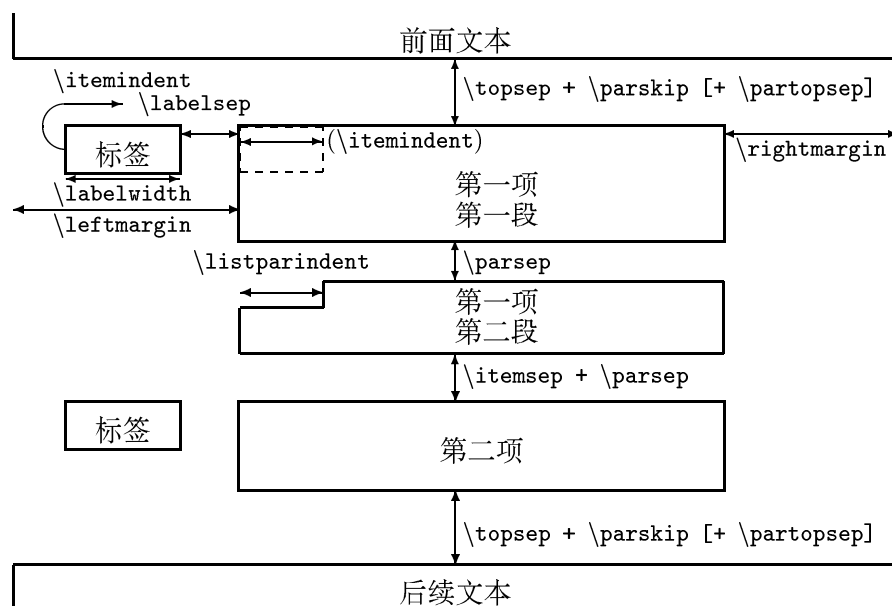 前面文本
\itemindent
\topsep + \parskip [+ \partopsep]
\labelsep
标签
(\itemindent)
\rightmargin
第一项
第一段
\labelwidth
\leftmargin
\listparindent
\parsep
第一项
第二段
\itemsep + \parsep
标签
第二项
\topsep + \parskip [+ \partopsep]
后续文本